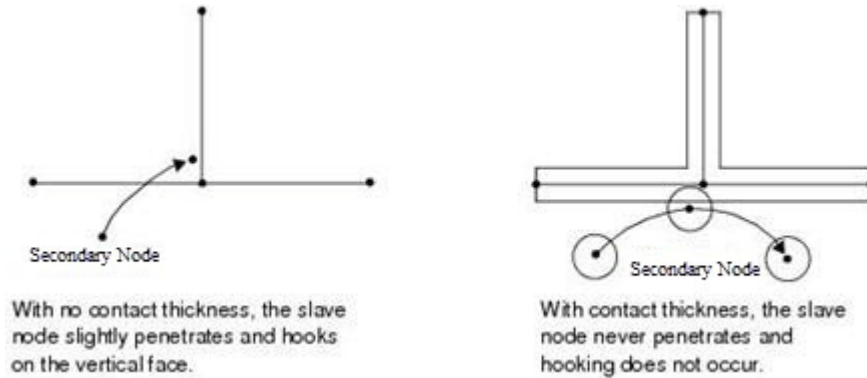 Secondary Node
With no contact thickness, the slave
node slightly penetrates and hooks
on the vertical face.
Secondary Node
With contact thickness, the slave
node never penetrates and
hooking does not occur.